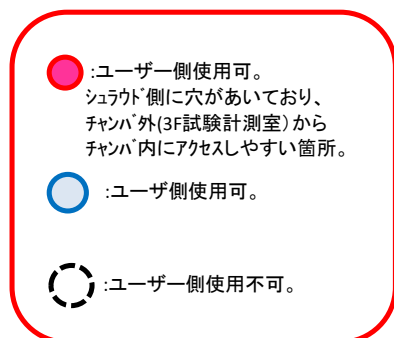 :ユーザー側使用可。
ｼｭﾗｳﾄﾞ側に穴があいており、
ﾁｬﾝﾊﾞ外(3F試験計測室）から
ﾁｬﾝﾊﾞ内にアクセスしやすい箇所。
:ユーザ側使用可。
:ユーザー側使用不可。